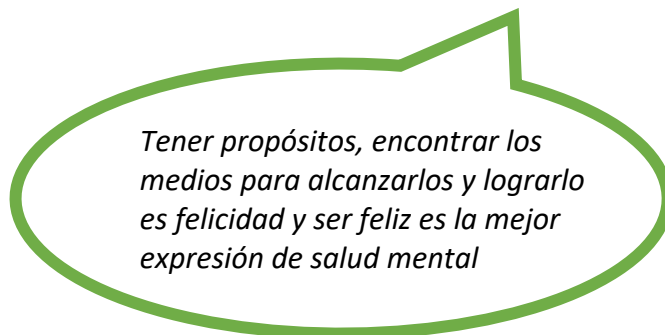 Tener propósitos, encontrar los
medios para alcanzarlos y lograrlo
es felicidad y ser feliz es la mejor
expresión de salud mental